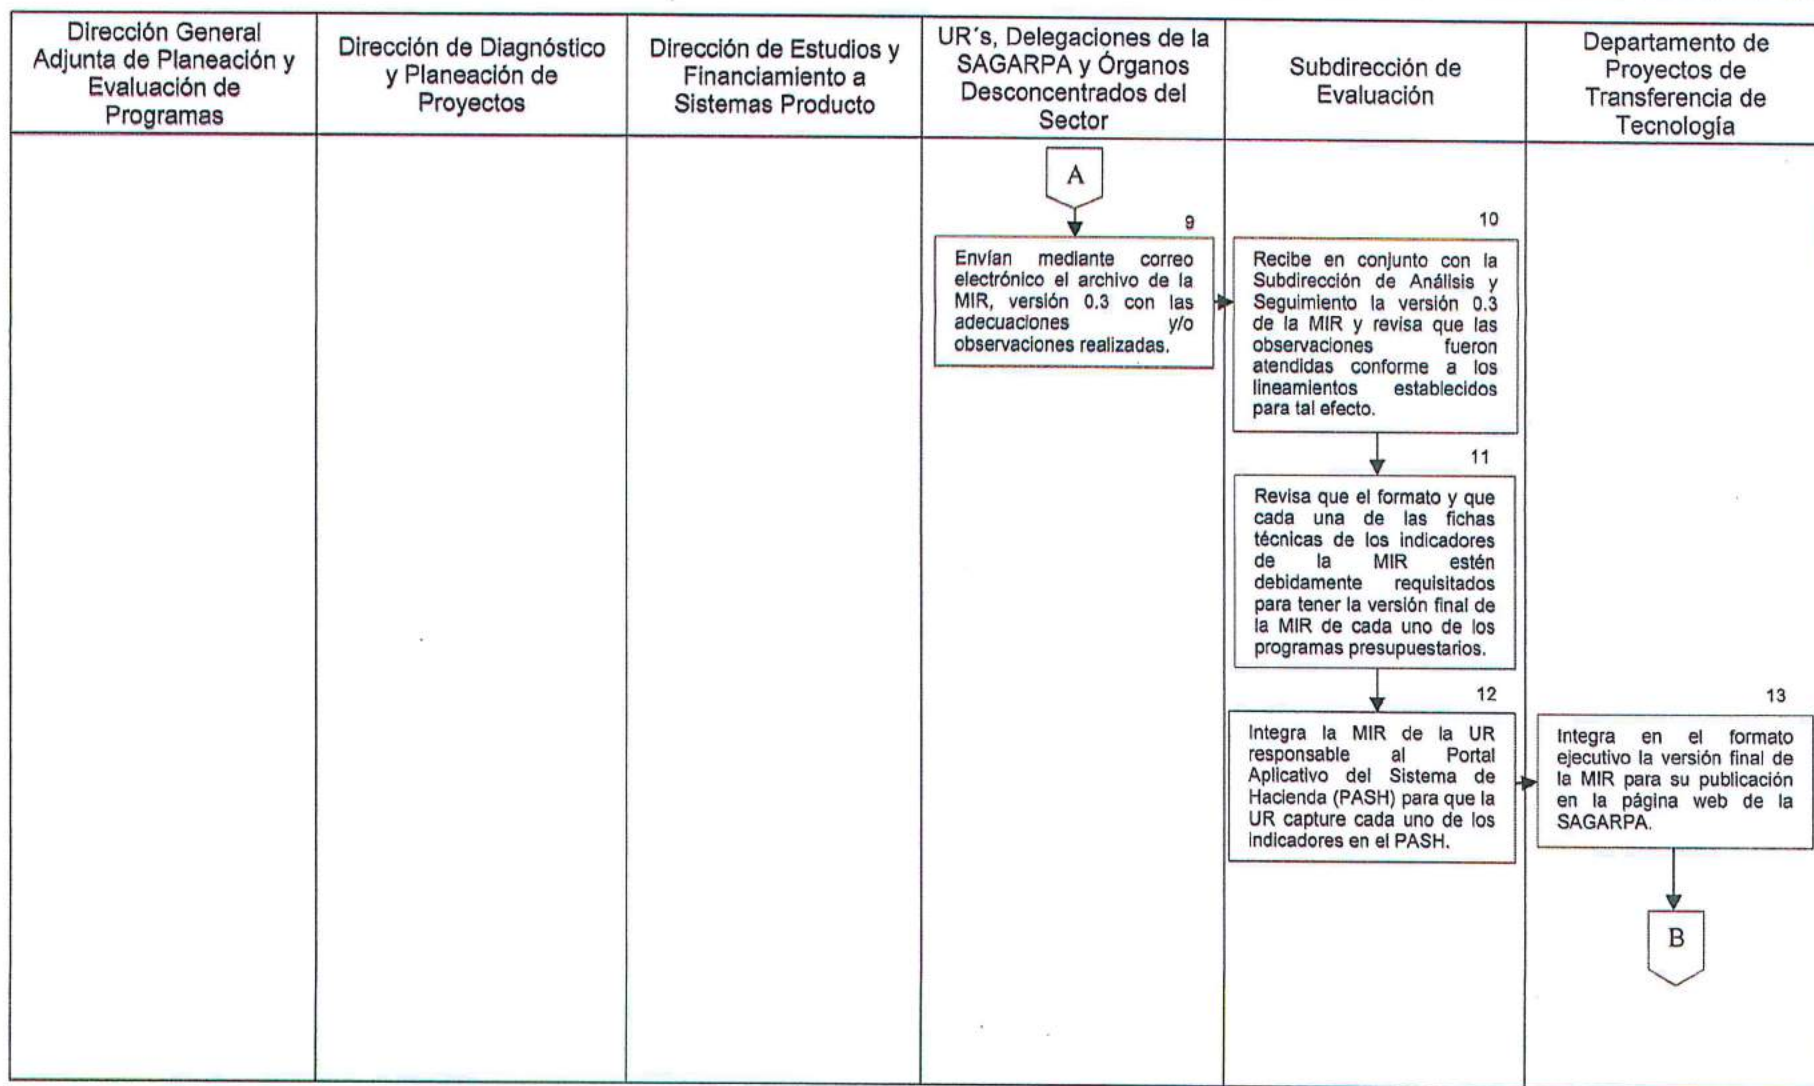 Dirección General
Adjunta de Planeación y
Evaluación de
Programas
Dirección de Diagnóstico
y Planeación de
Proyectos
Dirección de Estudios y
Financiamiento a
Sistemas Producto
UR´s, Delegaciones de la
SAGARPA y Órganos
Desconcentrados del
Sector
Subdirección de
Evaluación
Departamento de
Proyectos de
Transferencia de
Tecnología
A
9
Envían mediante correo
electrónico el archivo de la
MIR, versión 0.3 con las
adecuaciones y/o
observaciones realizadas.
10
Recibe en conjunto con la
Subdirección de Análisis y
Seguimiento la versión 0.3
de la MIR y revisa que las
observaciones fueron
atendidas conforme a los
lineamientos establecidos
para tal efecto.
11
Revisa que el formato y que
cada una de las fichas
técnicas de los indicadores
de la MIR estén
debidamente requisitados
para tener la versión final de
la MIR de cada uno de los
programas presupuestarios.
12
Integra la MIR de la UR
responsable al Portal
Aplicativo del Sistema de
Hacienda (PASH) para que la
UR capture cada uno de los
indicadores en el PASH.
13
Integra en el formato
ejecutivo la versión final de
la MIR para su publicación
en la página web de la
SAGARPA.
B